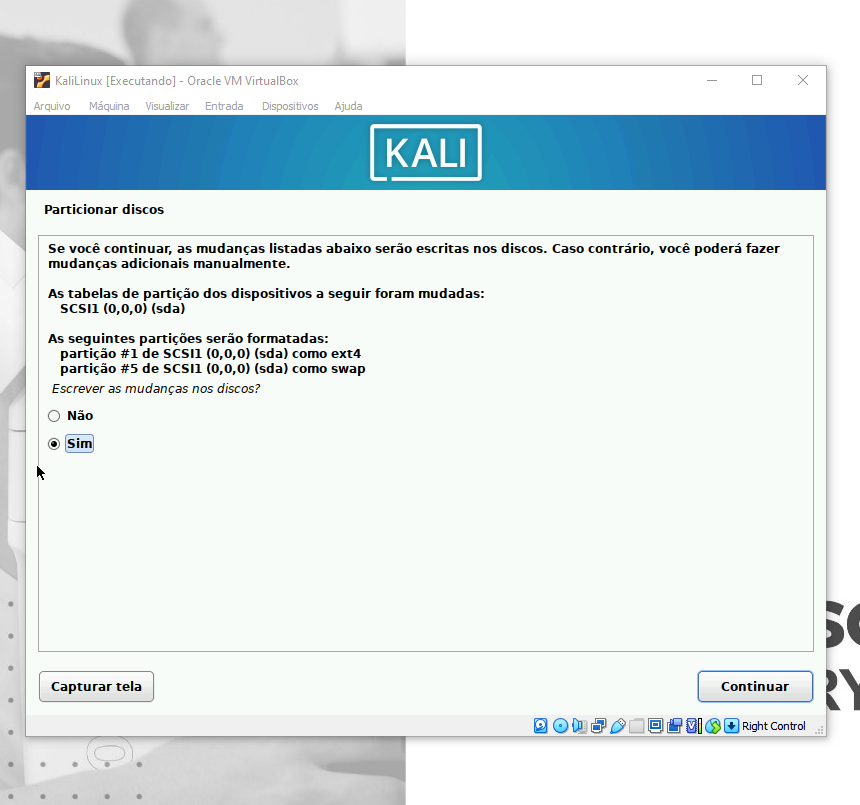 KaliLinux [Executando] - Oracle VM VirtualBox
Arquivo Máquina Visualizar Entrada Dispositivos Ajuda
KALI
Particionar discos
Se você continuar, as mudanças listadas abaixo serão escritas nos discos. Caso contrário, você poderá fazer
mudanças adicionais manualmente.
As tabelas de partição dos dispositivos a seguir foram mudadas:
SCSI1 (0,0,0) (sda)
As seguintes partições serão formatadas:
partição #1 de SCSI1 (0,0,0) (sda) como ext4
partição #5 de SCSI1 (0,0,0) (sda) como swap
Escrever as mudanças nos discos?
Não
Sim
Capturar tela
Continuar
Right Control